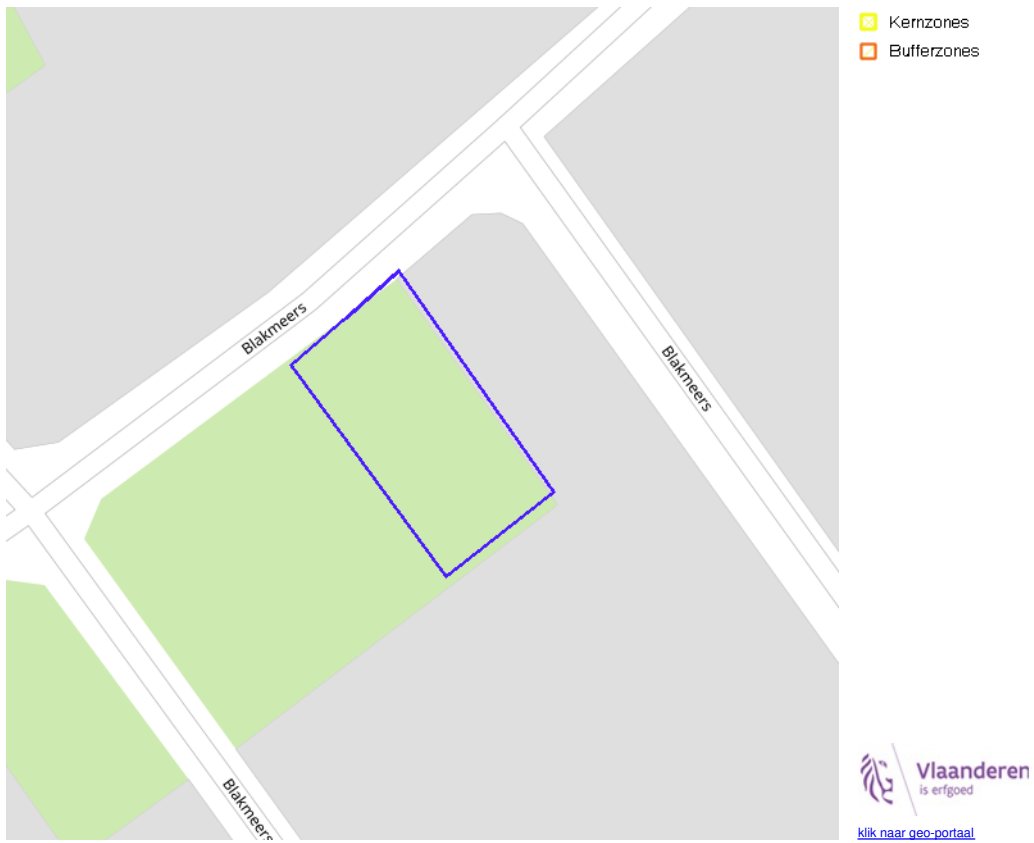 Kernzones
Bufferzones
Blakmeers
Blakmeers
Blakmeers
Vlaanderen
is erfgoed
klik naar geo-portaal